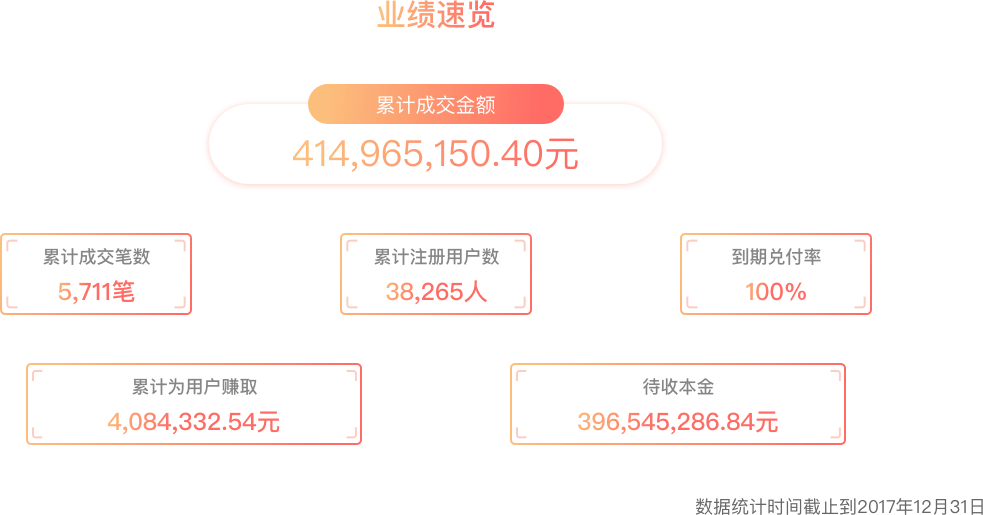 业绩速览
累计成交金额
414,965,150.40元
累计成交笔数
5,711笔
累计注册用户数
38,265人
到期兑付率
100%
累计为用户赚取
4,084,332.54元
待收本金
396,545,286.84元
数据统计时间截止到2017年12月31日